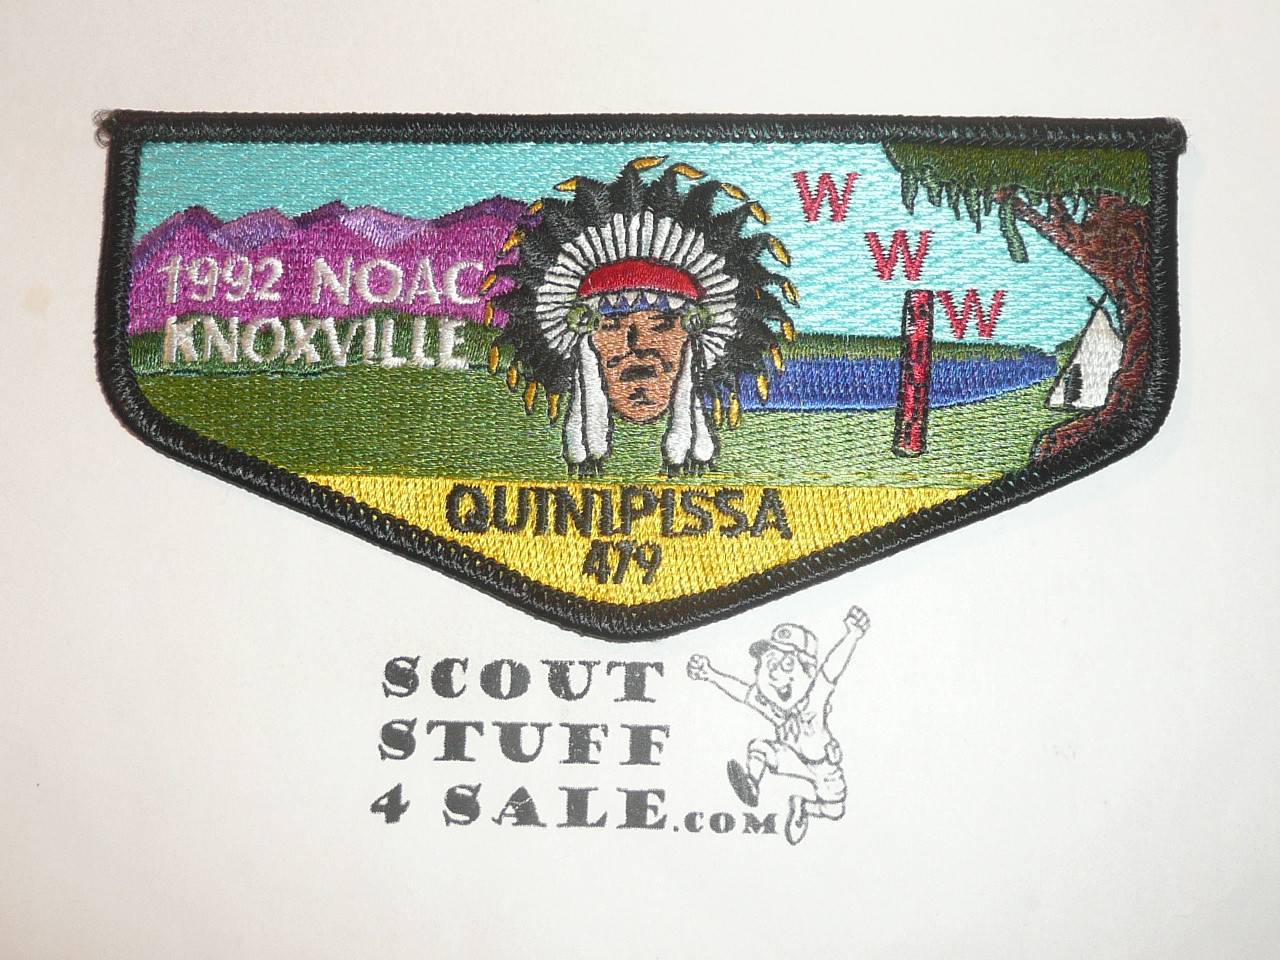 1992 NOAC
KNOXVILLE
W
W
W
QUINIPISSA
479
SCOUT
STUFF
4 SALE.COM